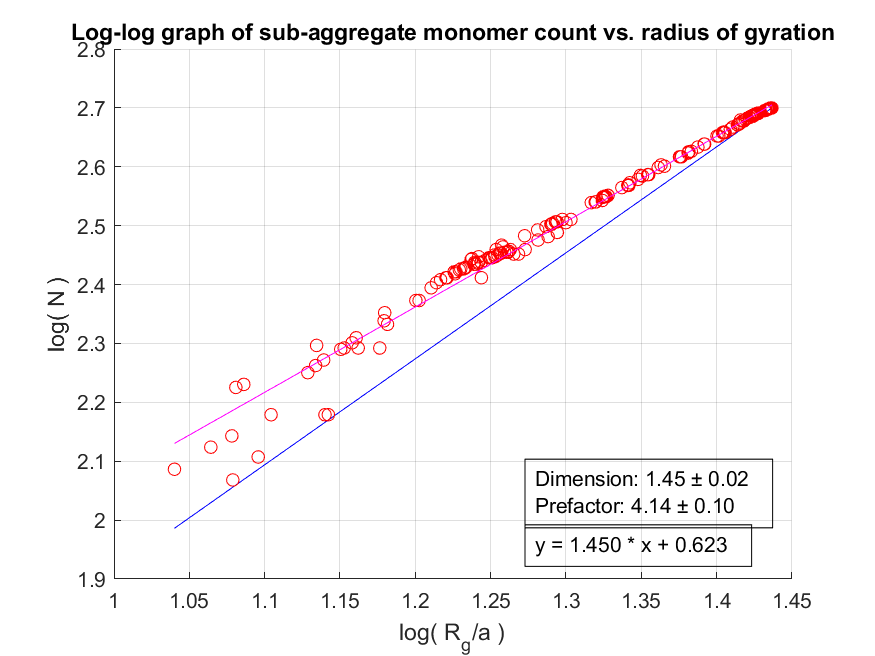 Log-log graph of sub-aggregate monomer count vs. radius of gyration
2.8
2.7
2.6
2.5
2.4
2.3
2.2
2.1
2
1.9
log( N )
Dimension: 1.45 ± 0.02
Prefactor: 4.14 ± 0.10
y = 1.450 * x + 0.623
1 1.05 1.1 1.15 1.2 1.25 1.3 1.35 1.4 1.45
log( R_g/a )